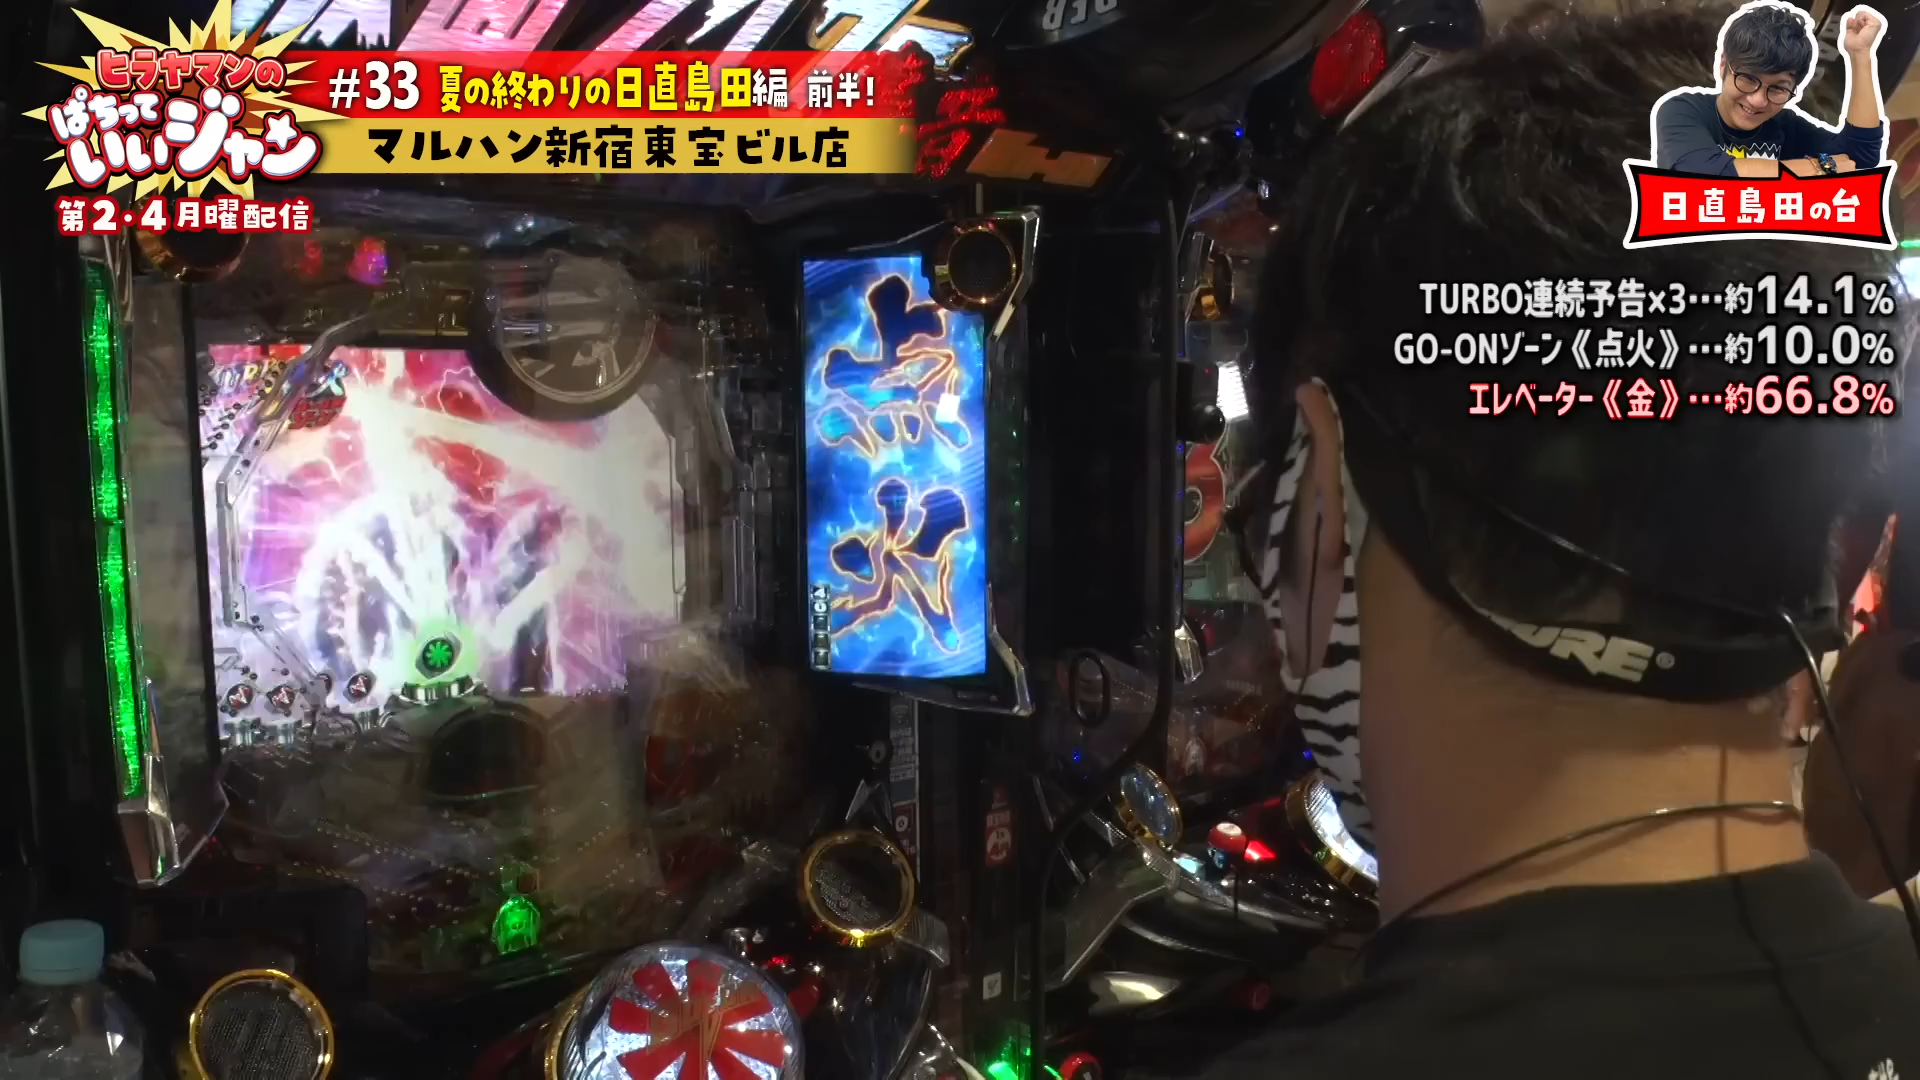 ヒラヤマンの
ぱちって
いいジャン
第2・4月曜配信
#33 夏の終わりの日直島田編 前半!
マルハン新宿東宝ビル店
日直島田の台
TURBO連続予告×3…約14.1%
GO-ONゾーン《点火》…約10.0%
エレベーター《金》…約66.8%
点火